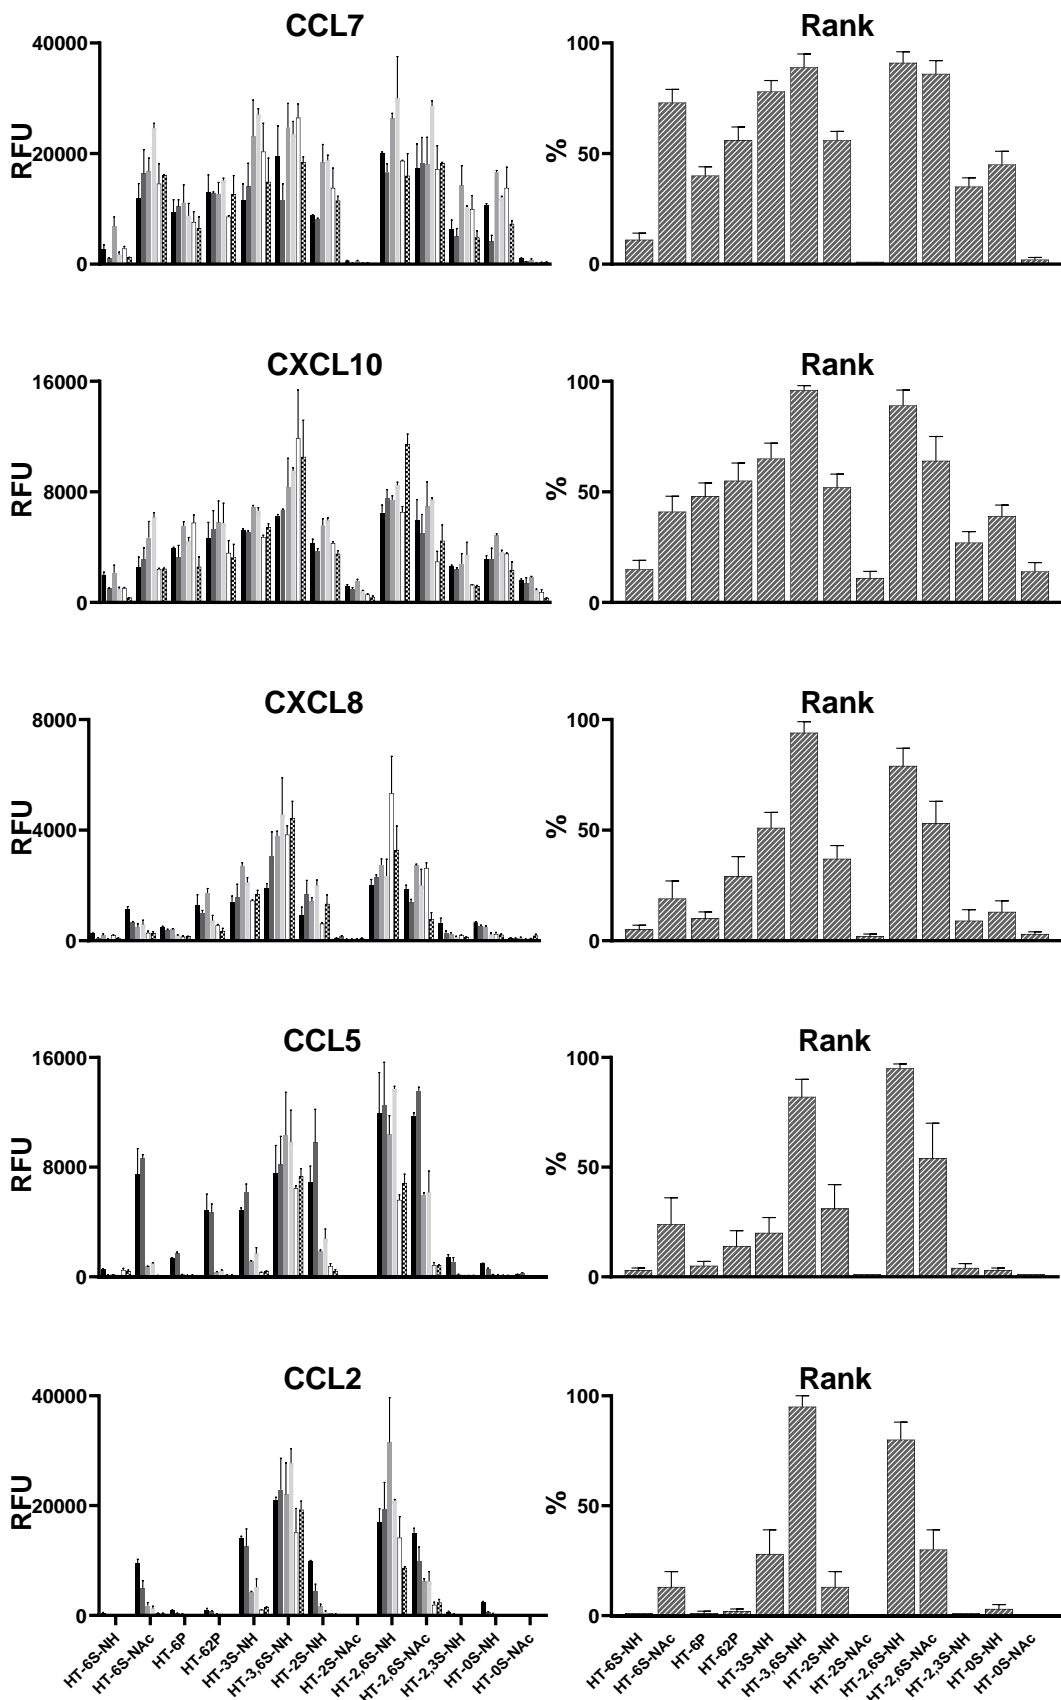 CCL7
Rank
40000
20000
0
RFU
100
50
0
%
CXCL10
Rank
16000
8000
0
RFU
100
50
0
%
CXCL8
Rank
8000
4000
0
RFU
100
50
0
%
CCL5
Rank
16000
8000
0
RFU
100
50
0
%
CCL2
Rank
40000
20000
0
RFU
100
50
0
%
HT-6S-NH
HT-6S-NAc
HT-6P
HT-62P
HT-3S-NH
HT-3,6S-NH
HT-2S-NH
HT-2S-NAc
HT-2,6S-NH
HT-2,6S-NAc
HT-2,3S-NH
HT-0S-NH
HT-0S-NAc
HT-6S-NH
HT-6S-NAc
HT-6P
HT-62P
HT-3S-NH
HT-3,6S-NH
HT-2S-NH
HT-2S-NAc
HT-2,6S-NH
HT-2,6S-NAc
HT-2,3S-NH
HT-0S-NH
HT-0S-NAc